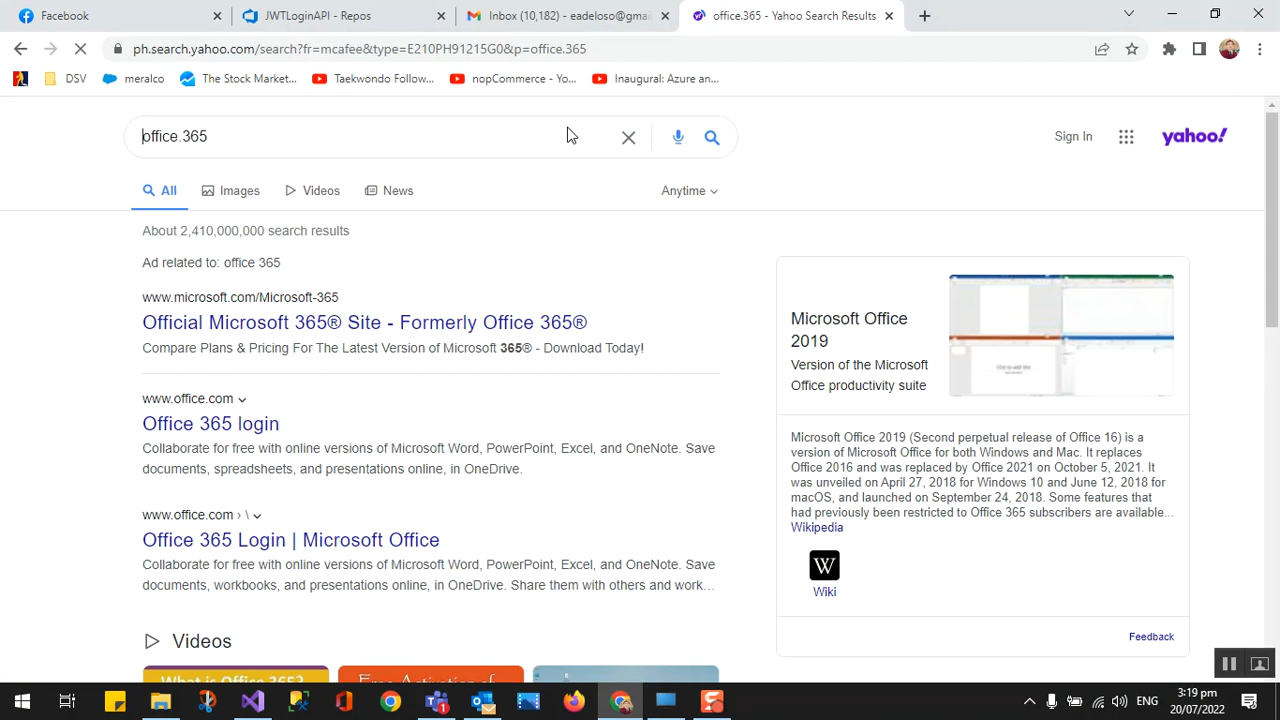 Facebook
JWTLoginAPI - Repos
Inbox (10,182) - eadeloso@gmai
office.365 - Yahoo Search Results
ph.search.yahoo.com/search?fr=mcafee&type=E210PH91215G0&p=office.365
DSV
meralco
The Stock Market...
Taekwondo Follow...
nopCommerce - Yo...
Inaugural: Azure an...
office.365
Sign In
yahoo!
All
Images
Videos
News
Anytime
About 2,410,000,000 search results
Ad related to: office 365
www.microsoft.com/Microsoft-365
Official Microsoft 365® Site - Formerly Office 365®
Compare Plans & Pricing For The Latest Version of Microsoft 365® - Download Today!
www.office.com
Office 365 login
Collaborate for free with online versions of Microsoft Word, PowerPoint, Excel, and OneNote. Save
documents, spreadsheets, and presentations online, in OneDrive.
www.office.com › \
Office 365 Login | Microsoft Office
Collaborate for free with online versions of Microsoft Word, PowerPoint, Excel, and OneNote. Save
documents, workbooks, and presentations online, in OneDrive. Share them with others and work...
Videos
What is Office 365?
Free Activation of
Microsoft Office
2019
Version of the Microsoft
Office productivity suite
Microsoft Office 2019 (Second perpetual release of Office 16) is a
version of Microsoft Office for both Windows and Mac. It replaces
Office 2016 and was replaced by Office 2021 on October 5, 2021. It
was unveiled on April 27, 2018 for Windows 10 and June 12, 2018 for
macOS, and launched on September 24, 2018. Some features that
had previously been restricted to Office 365 subscribers are available...
Wikipedia
W
Wiki
Feedback
ENG
3:19 pm
20/07/2022